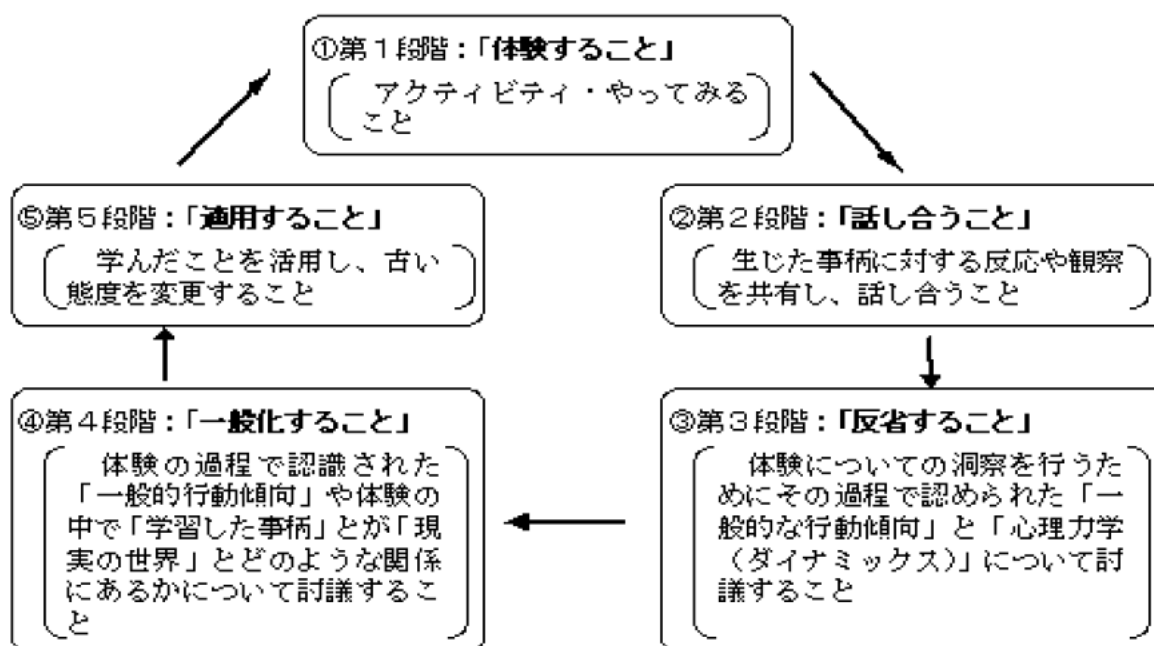 ①第1段階：「体験すること」
アクティビティ・やってみる
こと
⑤第5段階：「適用すること」
学んだことを活用し、古い
態度を変更すること
②第2段階：「話し合うこと」
生じた事柄に対する反応や観察
を共有し、話し合うこと
④第4段階：「一般化すること」
体験の過程で認識された
「一般的行動傾向」や体験の
中で「学習した事柄」とが「現
実の世界」とどのような関係
にあるかについて討議するこ
と
③第3段階：「反省すること」
体験についての洞察を行うた
めにその過程で認められた「一
般的な行動傾向」と「心理力学
（ダイナミックス）」について討
議すること